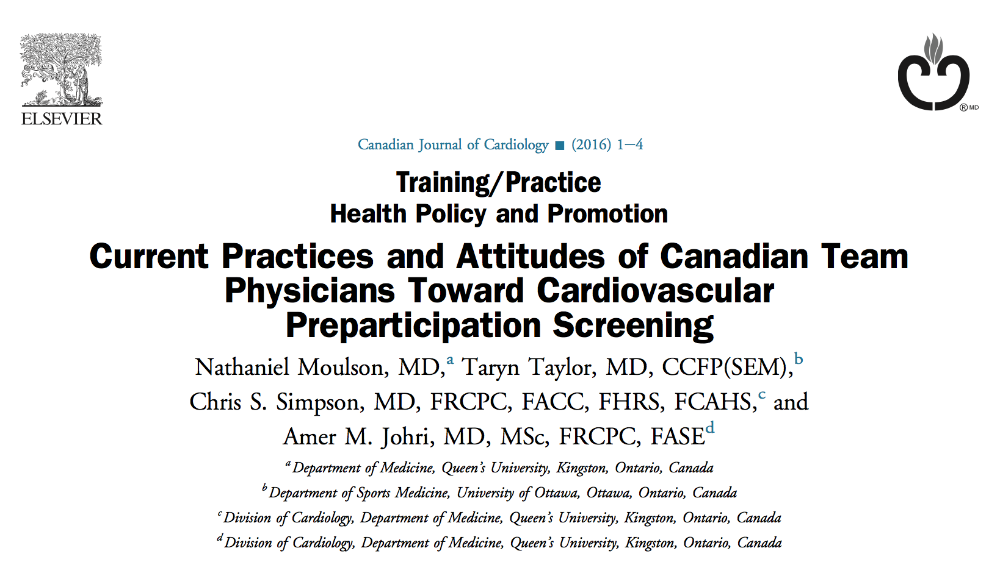 NON SOLUS
ELSEVIER
® MD
Canadian Journal of Cardiology ■ (2016) 1–4
Training/Practice
Health Policy and Promotion
Current Practices and Attitudes of Canadian Team
Physicians Toward Cardiovascular
Preparticipation Screening
Nathaniel Moulson, MD,a Taryn Taylor, MD, CCFP(SEM),b
Chris S. Simpson, MD, FRCPC, FACC, FHRS, FCAHS,c and
Amer M. Johri, MD, MSc, FRCPC, FASEd
a Department of Medicine, Queen’s University, Kingston, Ontario, Canada
b Department of Sports Medicine, University of Ottawa, Ottawa, Ontario, Canada
c Division of Cardiology, Department of Medicine, Queen’s University, Kingston, Ontario, Canada
d Division of Cardiology, Department of Medicine, Queen’s University, Kingston, Ontario, Canada